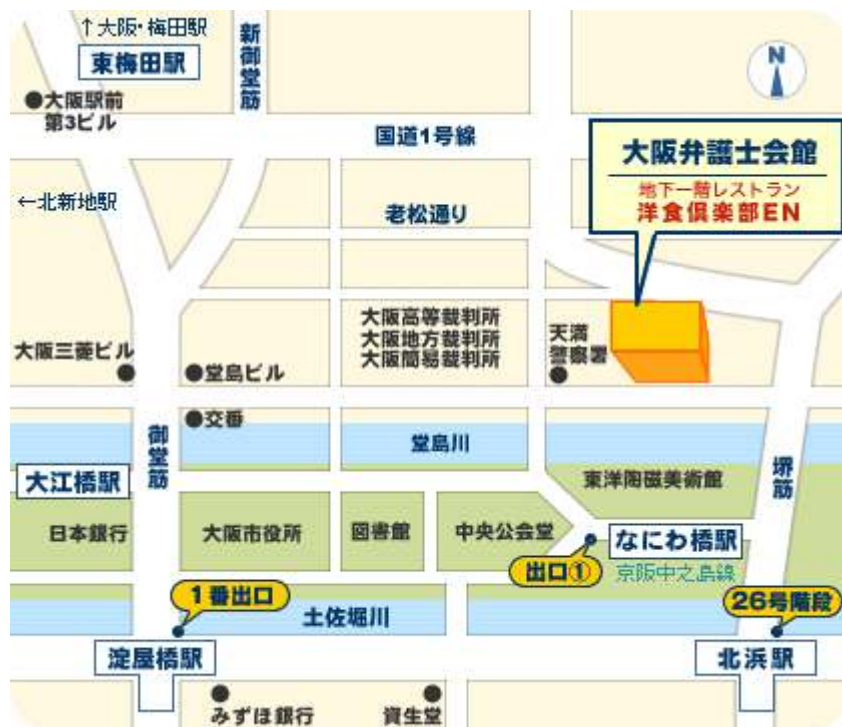 ↑大阪・梅田駅
東梅田駅
新御堂筋
N
●大阪駅前
第3ビル
国道1号線
大阪弁護士会館
地下一階レストラン
洋食倶楽部EN
←北新地駅
老松通り
大阪高等裁判所
大阪地方裁判所
大阪簡易裁判所
天満
警察署
大阪三菱ビル
●堂島ビル
●交番
御堂筋
堂島川
堺筋
大江橋駅
東洋陶磁美術館
日本銀行
大阪市役所
図書館
中央公会堂
なにわ橋駅
出口①
京阪中之島線
1番出口
土佐堀川
26号階段
淀屋橋駅
北浜駅
みずほ銀行
資生堂